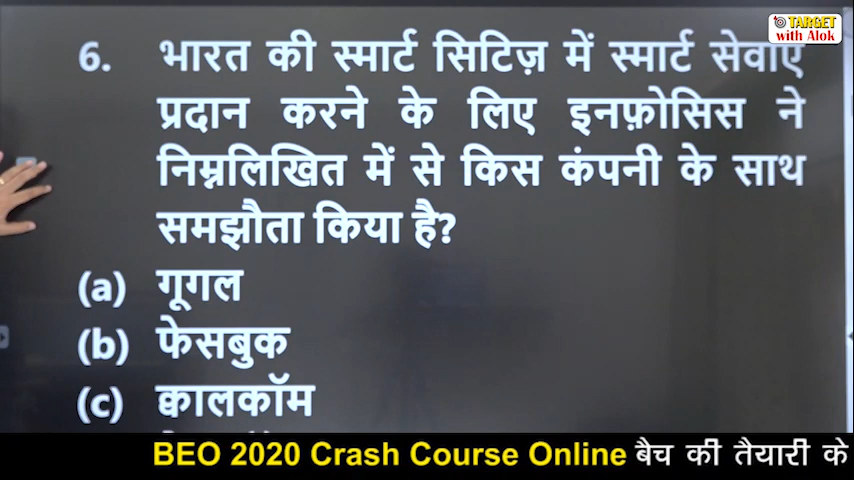 TARGET
with Alok
6. भारत की स्मार्ट सिटिज़ में स्मार्ट सेवाएं
प्रदान करने के लिए इनफ़ोसिस ने
निम्नलिखित में से किस कंपनी के साथ
समझौता किया है?
(a) गूगल
(b) फेसबुक
(c) क्वालकॉम
BEO 2020 Crash Course Online बैच की तैयारी के